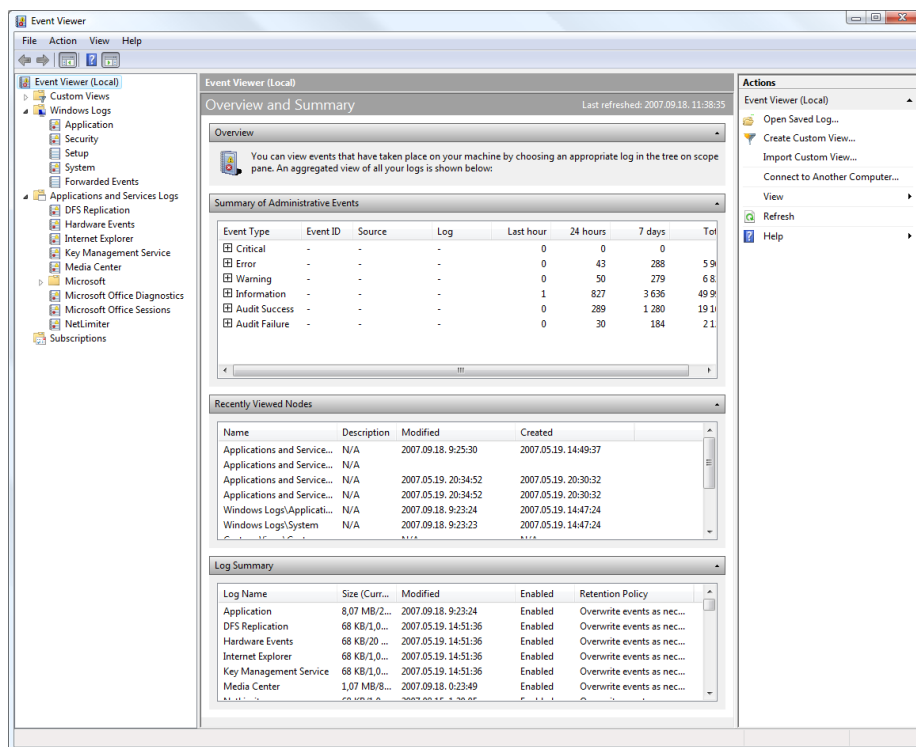 Event Viewer
File Action View Help
Event Viewer (Local)
Custom Views
Windows Logs
Application
Security
Setup
System
Forwarded Events
Applications and Services Logs
DFS Replication
Hardware Events
Internet Explorer
Key Management Service
Media Center
Microsoft
Microsoft Office Diagnostics
Microsoft Office Sessions
NetLimiter
Subscriptions
Event Viewer (Local)
Overview and Summary Last refreshed: 2007.09.18. 11:38:35
Overview
You can view events that have taken place on your machine by choosing an appropriate log in the tree on scope
pane. An aggregated view of all your logs is shown below:
Summary of Administrative Events
Event Type Event ID Source Log Last hour 24 hours 7 days
Critical - - - 0 0 0
Error - - - 0 43 288
Warning - - - 0 50 279
Information - - - 1 827 3 636
Audit Success - - - 0 289 1 280
Audit Failure - - - 0 30 184
Recently Viewed Nodes
Name Description Modified Created
Applications and Service... N/A 2007.09.18. 9:25:30 2007.05.19. 14:49:37
Applications and Service... N/A
Applications and Service... N/A 2007.05.19. 20:34:52 2007.05.19. 20:30:32
Applications and Service... N/A 2007.05.19. 20:34:52 2007.05.19. 20:30:32
Windows Logs\Applicati... N/A 2007.09.18. 9:23:24 2007.05.19. 14:47:24
Windows Logs\System N/A 2007.09.18. 9:23:23 2007.05.19. 14:47:24
Log Summary
Log Name Size (Curr... Modified Enabled Retention Policy
Application 8,07 MB/2... 2007.09.18. 9:23:24 Enabled Overwrite events as nec...
DFS Replication 68 KB/1,0... 2007.05.19. 14:51:36 Enabled Overwrite events as nec...
Hardware Events 68 KB/20 ... 2007.05.19. 14:51:36 Enabled Overwrite events as nec...
Internet Explorer 68 KB/1,0... 2007.05.19. 14:51:36 Enabled Overwrite events as nec...
Key Management Service 68 KB/1,0... 2007.05.19. 14:51:36 Enabled Overwrite events as nec...
Media Center 1,07 MB/8... 2007.09.18. 0:23:49 Enabled Overwrite events as nec...
Actions
Event Viewer (Local)
Open Saved Log...
Create Custom View...
Import Custom View...
Connect to Another Computer...
View
Refresh
Help